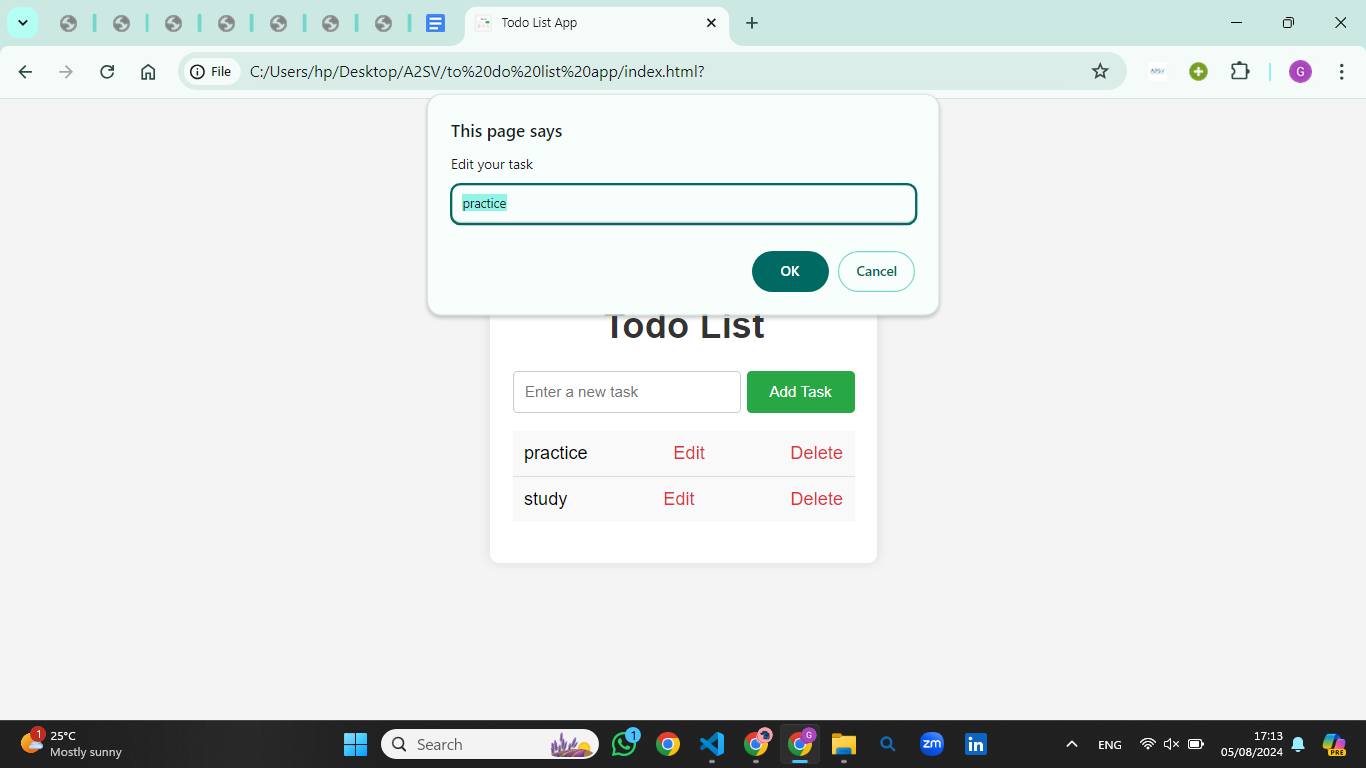 Todo List App
File
C:/Users/hp/Desktop/A2SV/to%20do%20list%20app/index.html?
A2SV
G
This page says
Edit your task
practice
OK
Cancel
Todo List
Enter a new task
Add Task
practice
Edit
Delete
study
Edit
Delete
1
25°C
Mostly sunny
Search
1
G
zm
in
ENG
17:13
05/08/2024
PRE